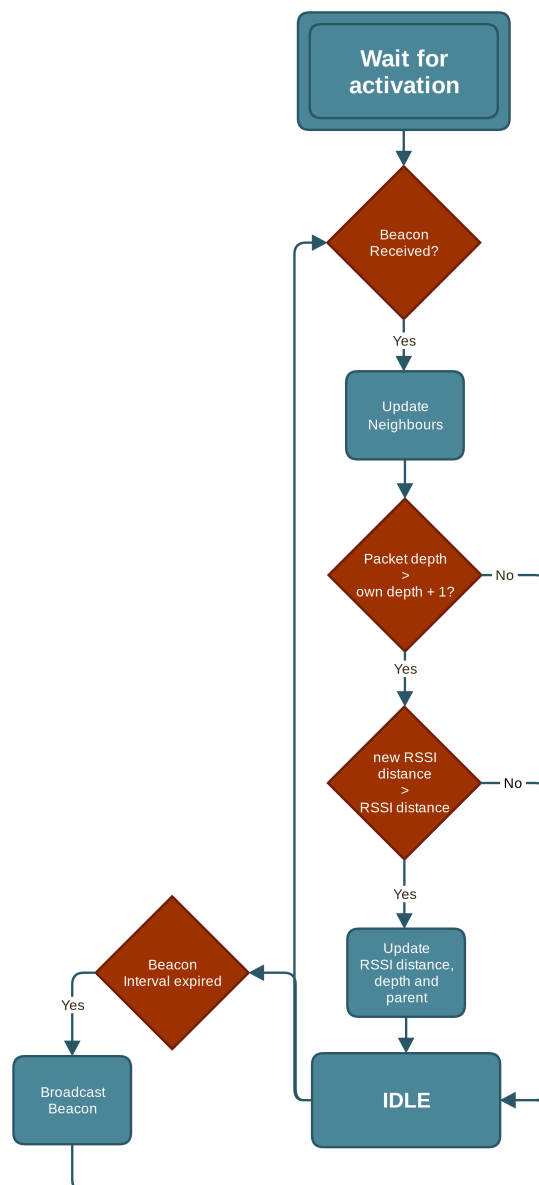 Wait for
activation
Beacon
Received?
Yes
Update
Neighbours
Packet depth
>
own depth + 1?
No
Yes
new RSSI
distance
>
RSSI distance
No
Yes
Update
RSSI distance,
depth and
parent
Beacon
Interval expired
Yes
Broadcast
Beacon
IDLE